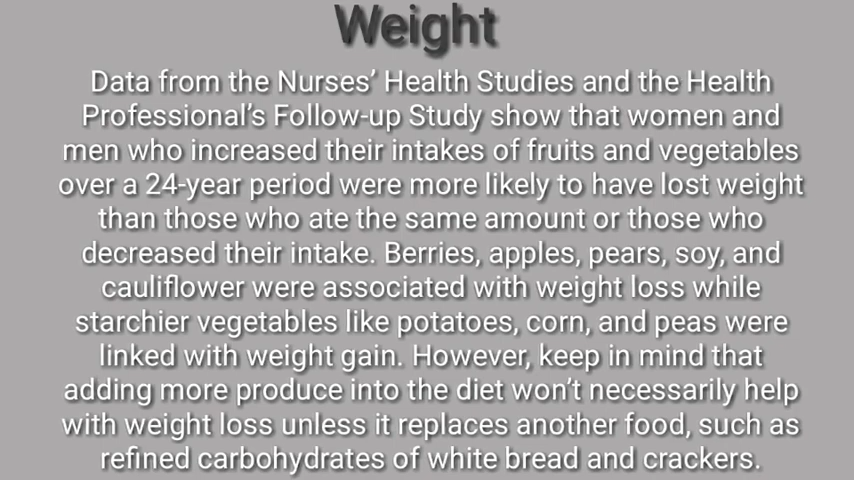 Weight
Data from the Nurses’ Health Studies and the Health
Professional’s Follow-up Study show that women and
men who increased their intakes of fruits and vegetables
over a 24-year period were more likely to have lost weight
than those who ate the same amount or those who
decreased their intake. Berries, apples, pears, soy, and
cauliflower were associated with weight loss while
starchier vegetables like potatoes, corn, and peas were
linked with weight gain. However, keep in mind that
adding more produce into the diet won’t necessarily help
with weight loss unless it replaces another food, such as
refined carbohydrates of white bread and crackers.